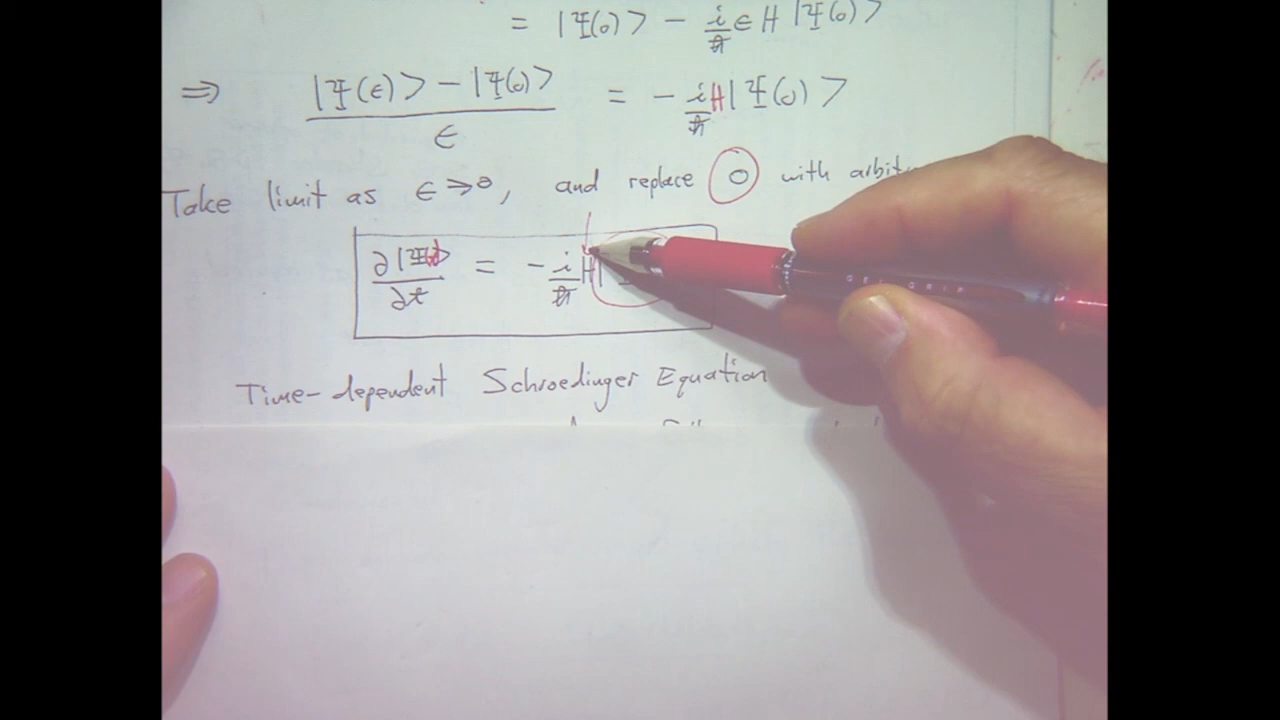 = |Ψ(0)> - i/ħ ∈ H |Ψ(0)>
⇒ |Ψ(∈)> - |Ψ(0)> / ∈ = - i/ħ H |Ψ(0)>
Take limit as ∈→0, and replace 0 with
∂|Ψ(t)> / ∂t = - i/ħ H |
Time-dependent Schroedinger Equation